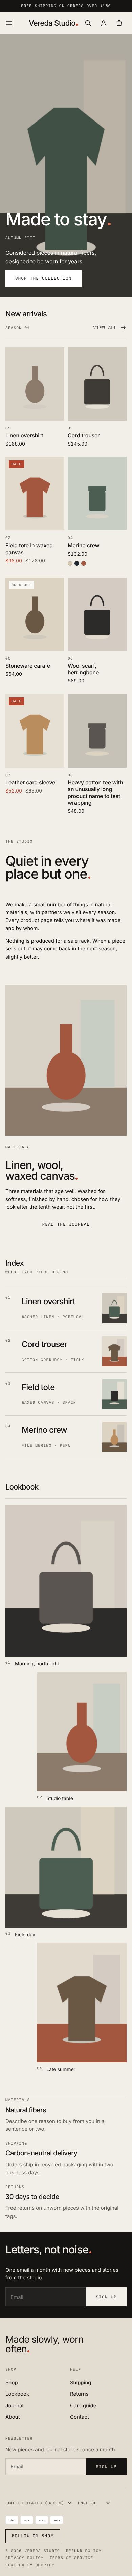 FREE SHIPPING ON ORDERS OVER $150
Vereda Studio.
Made to stay.
AUTUMN EDIT
Considered pieces in natural fibers,
designed to be worn for years.
SHOP THE COLLECTION
New arrivals
SEASON 01
VIEW ALL →
01
Linen overshirt
$168.00
02
Cord trouser
$145.00
SALE
03
Field tote in waxed
canvas
$98.00 $128.00
04
Merino crew
$132.00
SOLD OUT
05
Stoneware carafe
$64.00
06
Wool scarf,
herringbone
$89.00
SALE
07
Leather card sleeve
$52.00 $65.00
08
Heavy cotton tee with
an unusually long
product name to test
wrapping
$48.00
THE STUDIO
Quiet in every
place but one.
We make a small number of things in natural
materials, with partners we visit every season.
Every product page tells you where it was made
and by whom.
Nothing is produced for a sale rack. When a piece
sells out, it may come back in the next season,
slightly better.
MATERIALS
Linen, wool,
waxed canvas.
Three materials that age well. Washed for
softness, finished by hand, chosen for how they
look after the tenth wear, not the first.
READ THE JOURNAL
Index
WHERE EACH PIECE BEGINS
01
Linen overshirt
WASHED LINEN · PORTUGAL
02
Cord trouser
COTTON CORDUROY · ITALY
03
Field tote
WAXED CANVAS · SPAIN
04
Merino crew
FINE MERINO · PERU
Lookbook
01 Morning, north light
02 Studio table
03 Field day
04 Late summer
MATERIALS
Natural fibers
Describe one reason to buy from you in a
sentence or two.
SHIPPING
Carbon-neutral delivery
Orders ship in recycled packaging within two
business days.
RETURNS
30 days to decide
Free returns on unworn pieces with the original
tags.
Letters, not noise.
One email a month with new pieces and stories
from the studio.
Email
SIGN UP
Made slowly, worn
often.
SHOP
HELP
Shop
Shipping
Lookbook
Returns
Journal
Care guide
About
Contact
NEWSLETTER
New pieces and journal stories, once a month.
Email
SIGN UP
UNITED STATES (USD $)
ENGLISH
FOLLOW ON SHOP
© 2026 VEREDA STUDIO REFUND POLICY
PRIVACY POLICY TERMS OF SERVICE
POWERED BY SHOPIFY